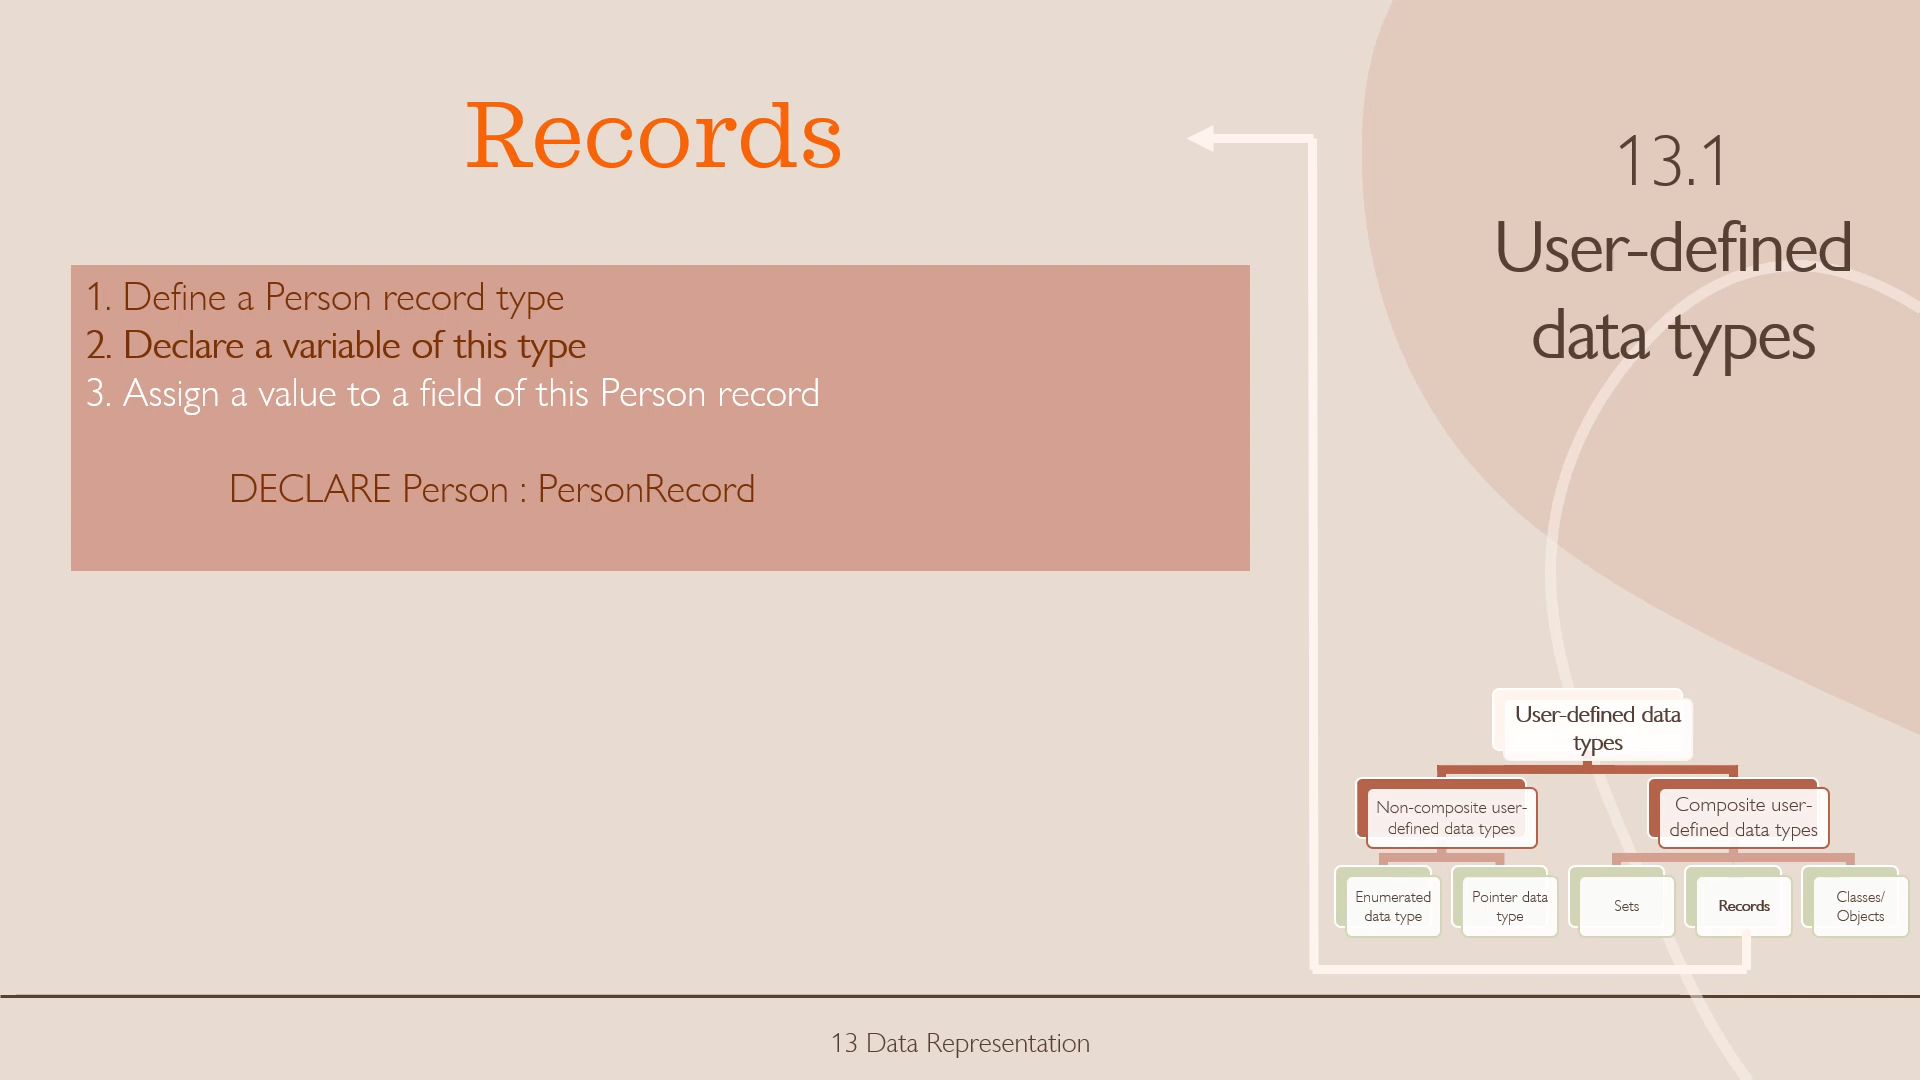 Records
13.1
User-defined
data types
1. Define a Person record type
2. Declare a variable of this type
3. Assign a value to a field of this Person record
DECLARE Person : PersonRecord
User-defined data
types
Non-composite user-
defined data types
Composite user-
defined data types
Enumerated
data type
Pointer data
type
Sets
Records
Classes/
Objects
13 Data Representation